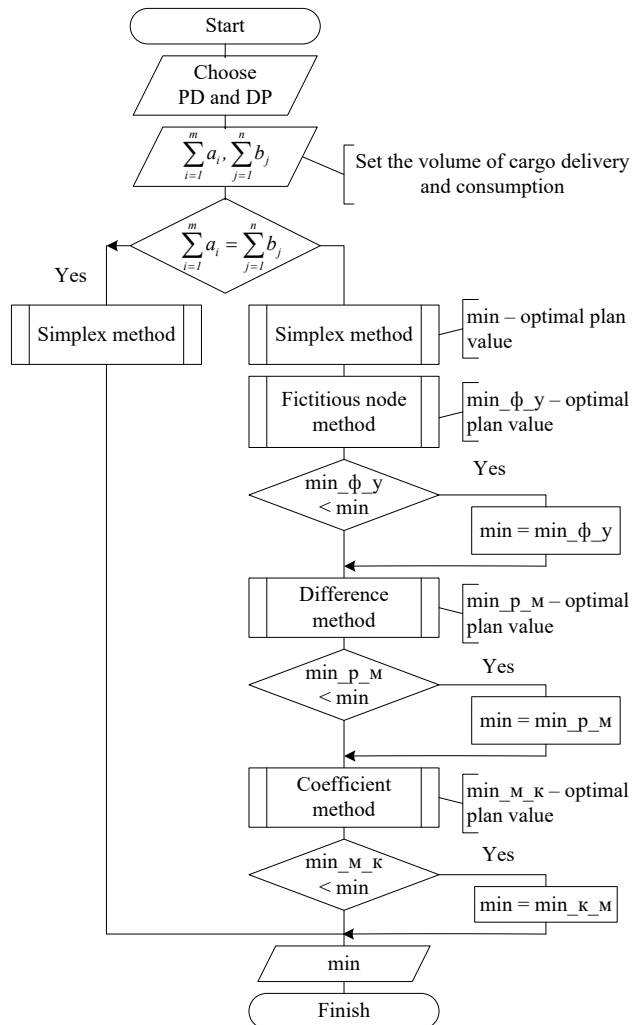 Start
Choose
PD and DP
m n
∑ a_i, ∑ b_j
i=1 j=1
Set the volume of cargo delivery
and consumption
m n
∑ a_i = ∑ b_j
i=1 j=1
Yes
Simplex method
Simplex method
min – optimal plan
value
Fictitious node
method
min_ф_у – optimal
plan value
min_ф_у
< min
Yes
min = min_ф_у
Difference
method
min_р_м – optimal
plan value
min_р_м
< min
Yes
min = min_р_м
Coefficient
method
min_м_к – optimal
plan value
min_м_к
< min
Yes
min = min_к_м
min
Finish